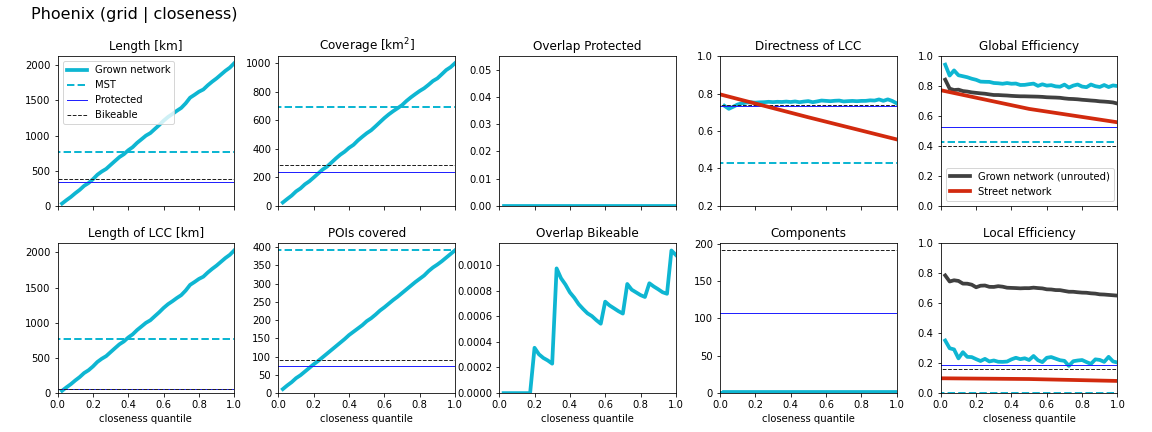 Phoenix (grid | closeness)
Length [km]
Coverage [km²]
Overlap Protected
Directness of LCC
Global Efficiency
2000
1500
1000
500
0
Grown network
MST
Protected
Bikeable
1000
800
600
400
200
0
0.05
0.04
0.03
0.02
0.01
0.00
1.0
0.8
0.6
0.4
0.2
1.0
0.8
0.6
0.4
0.2
0.0
Grown network (unrouted)
Street network
Length of LCC [km]
POIs covered
Overlap Bikeable
Components
Local Efficiency
2000
1500
1000
500
0
400
350
300
250
200
150
100
50
0
0.0010
0.0008
0.0006
0.0004
0.0002
0.0000
200
150
100
50
0
1.0
0.8
0.6
0.4
0.2
0.0
0.0 0.2 0.4 0.6 0.8 1.0
0.0 0.2 0.4 0.6 0.8 1.0
0.0 0.2 0.4 0.6 0.8 1.0
0.0 0.2 0.4 0.6 0.8 1.0
0.0 0.2 0.4 0.6 0.8 1.0
closeness quantile
closeness quantile
closeness quantile
closeness quantile
closeness quantile